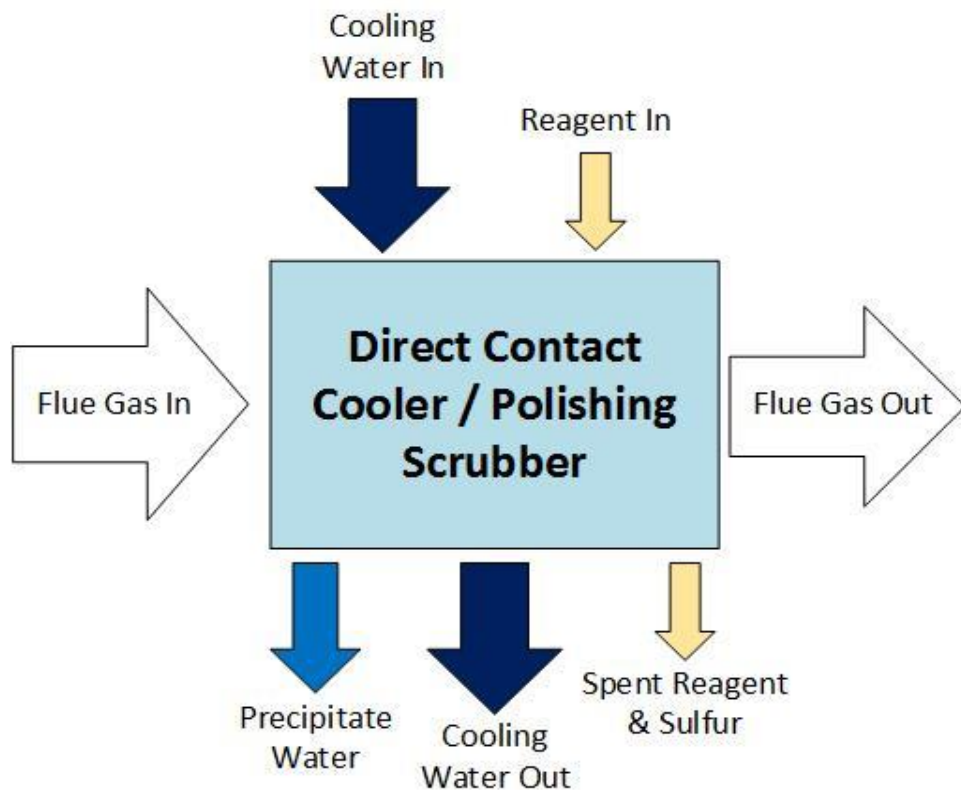 Cooling
Water In
Reagent In
Direct Contact
Cooler / Polishing
Scrubber
Flue Gas In
Flue Gas Out
Precipitate
Water
Cooling
Water Out
Spent Reagent
& Sulfur